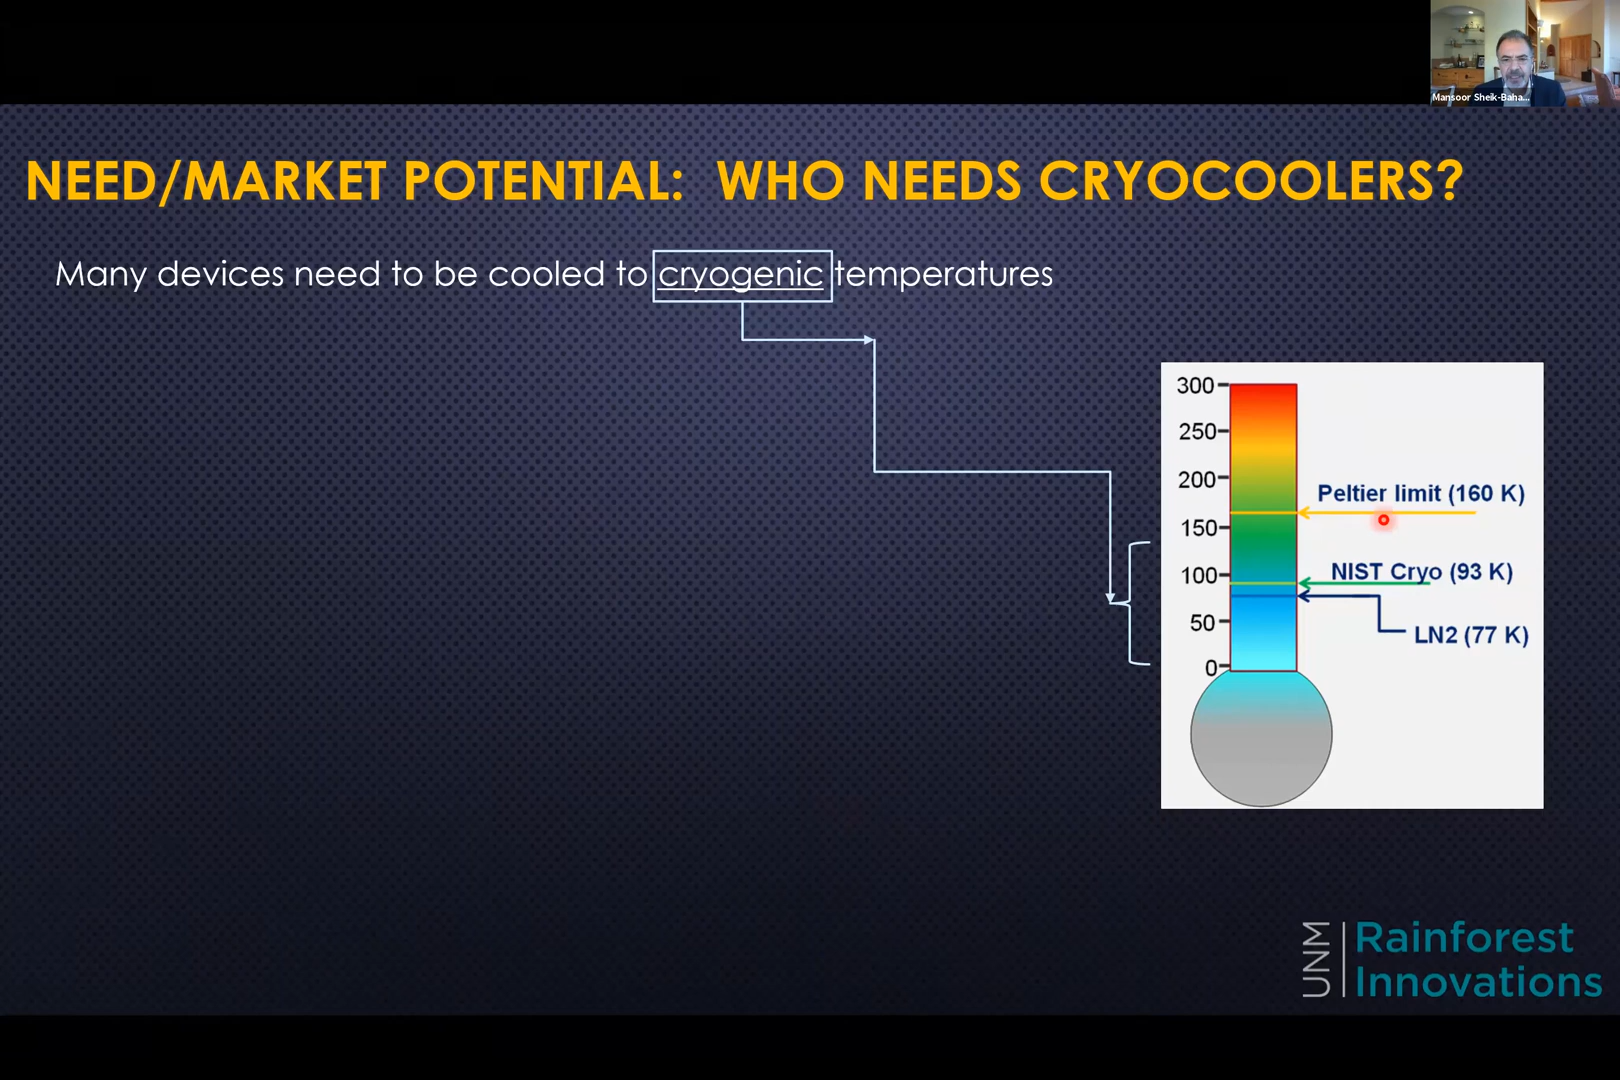 Mansoor Sheik-Baha...
NEED/MARKET POTENTIAL: WHO NEEDS CRYOCOOLERS?
Many devices need to be cooled to cryogenic temperatures
300
250
200
Peltier limit (160 K)
150
100
NIST Cryo (93 K)
50
LN2 (77 K)
0
UNM
Rainforest
Innovations